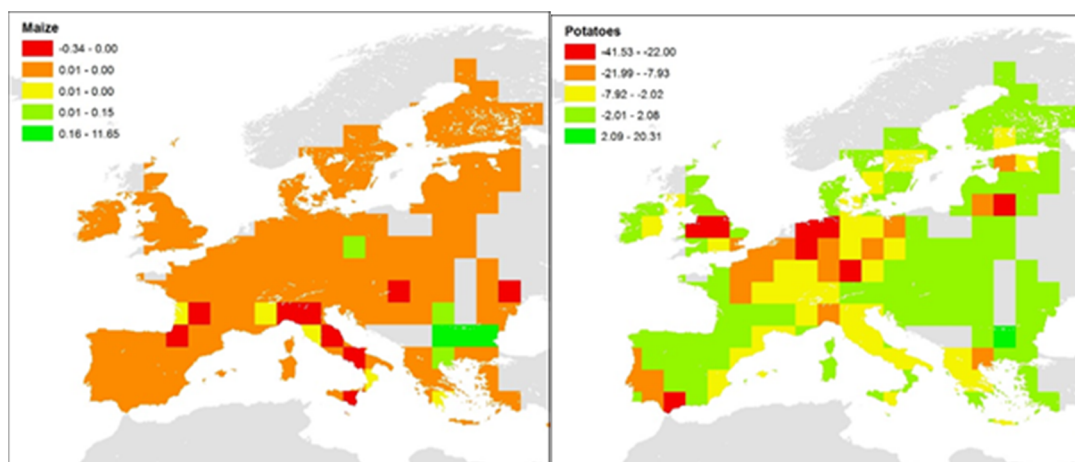 Maize
-0.34 - 0.00
0.01 - 0.00
0.01 - 0.00
0.01 - 0.15
0.16 - 11.65
Potatoes
-41.53 - -22.00
-21.99 - -7.93
-7.92 - -2.02
-2.01 - 2.08
2.09 - 20.31